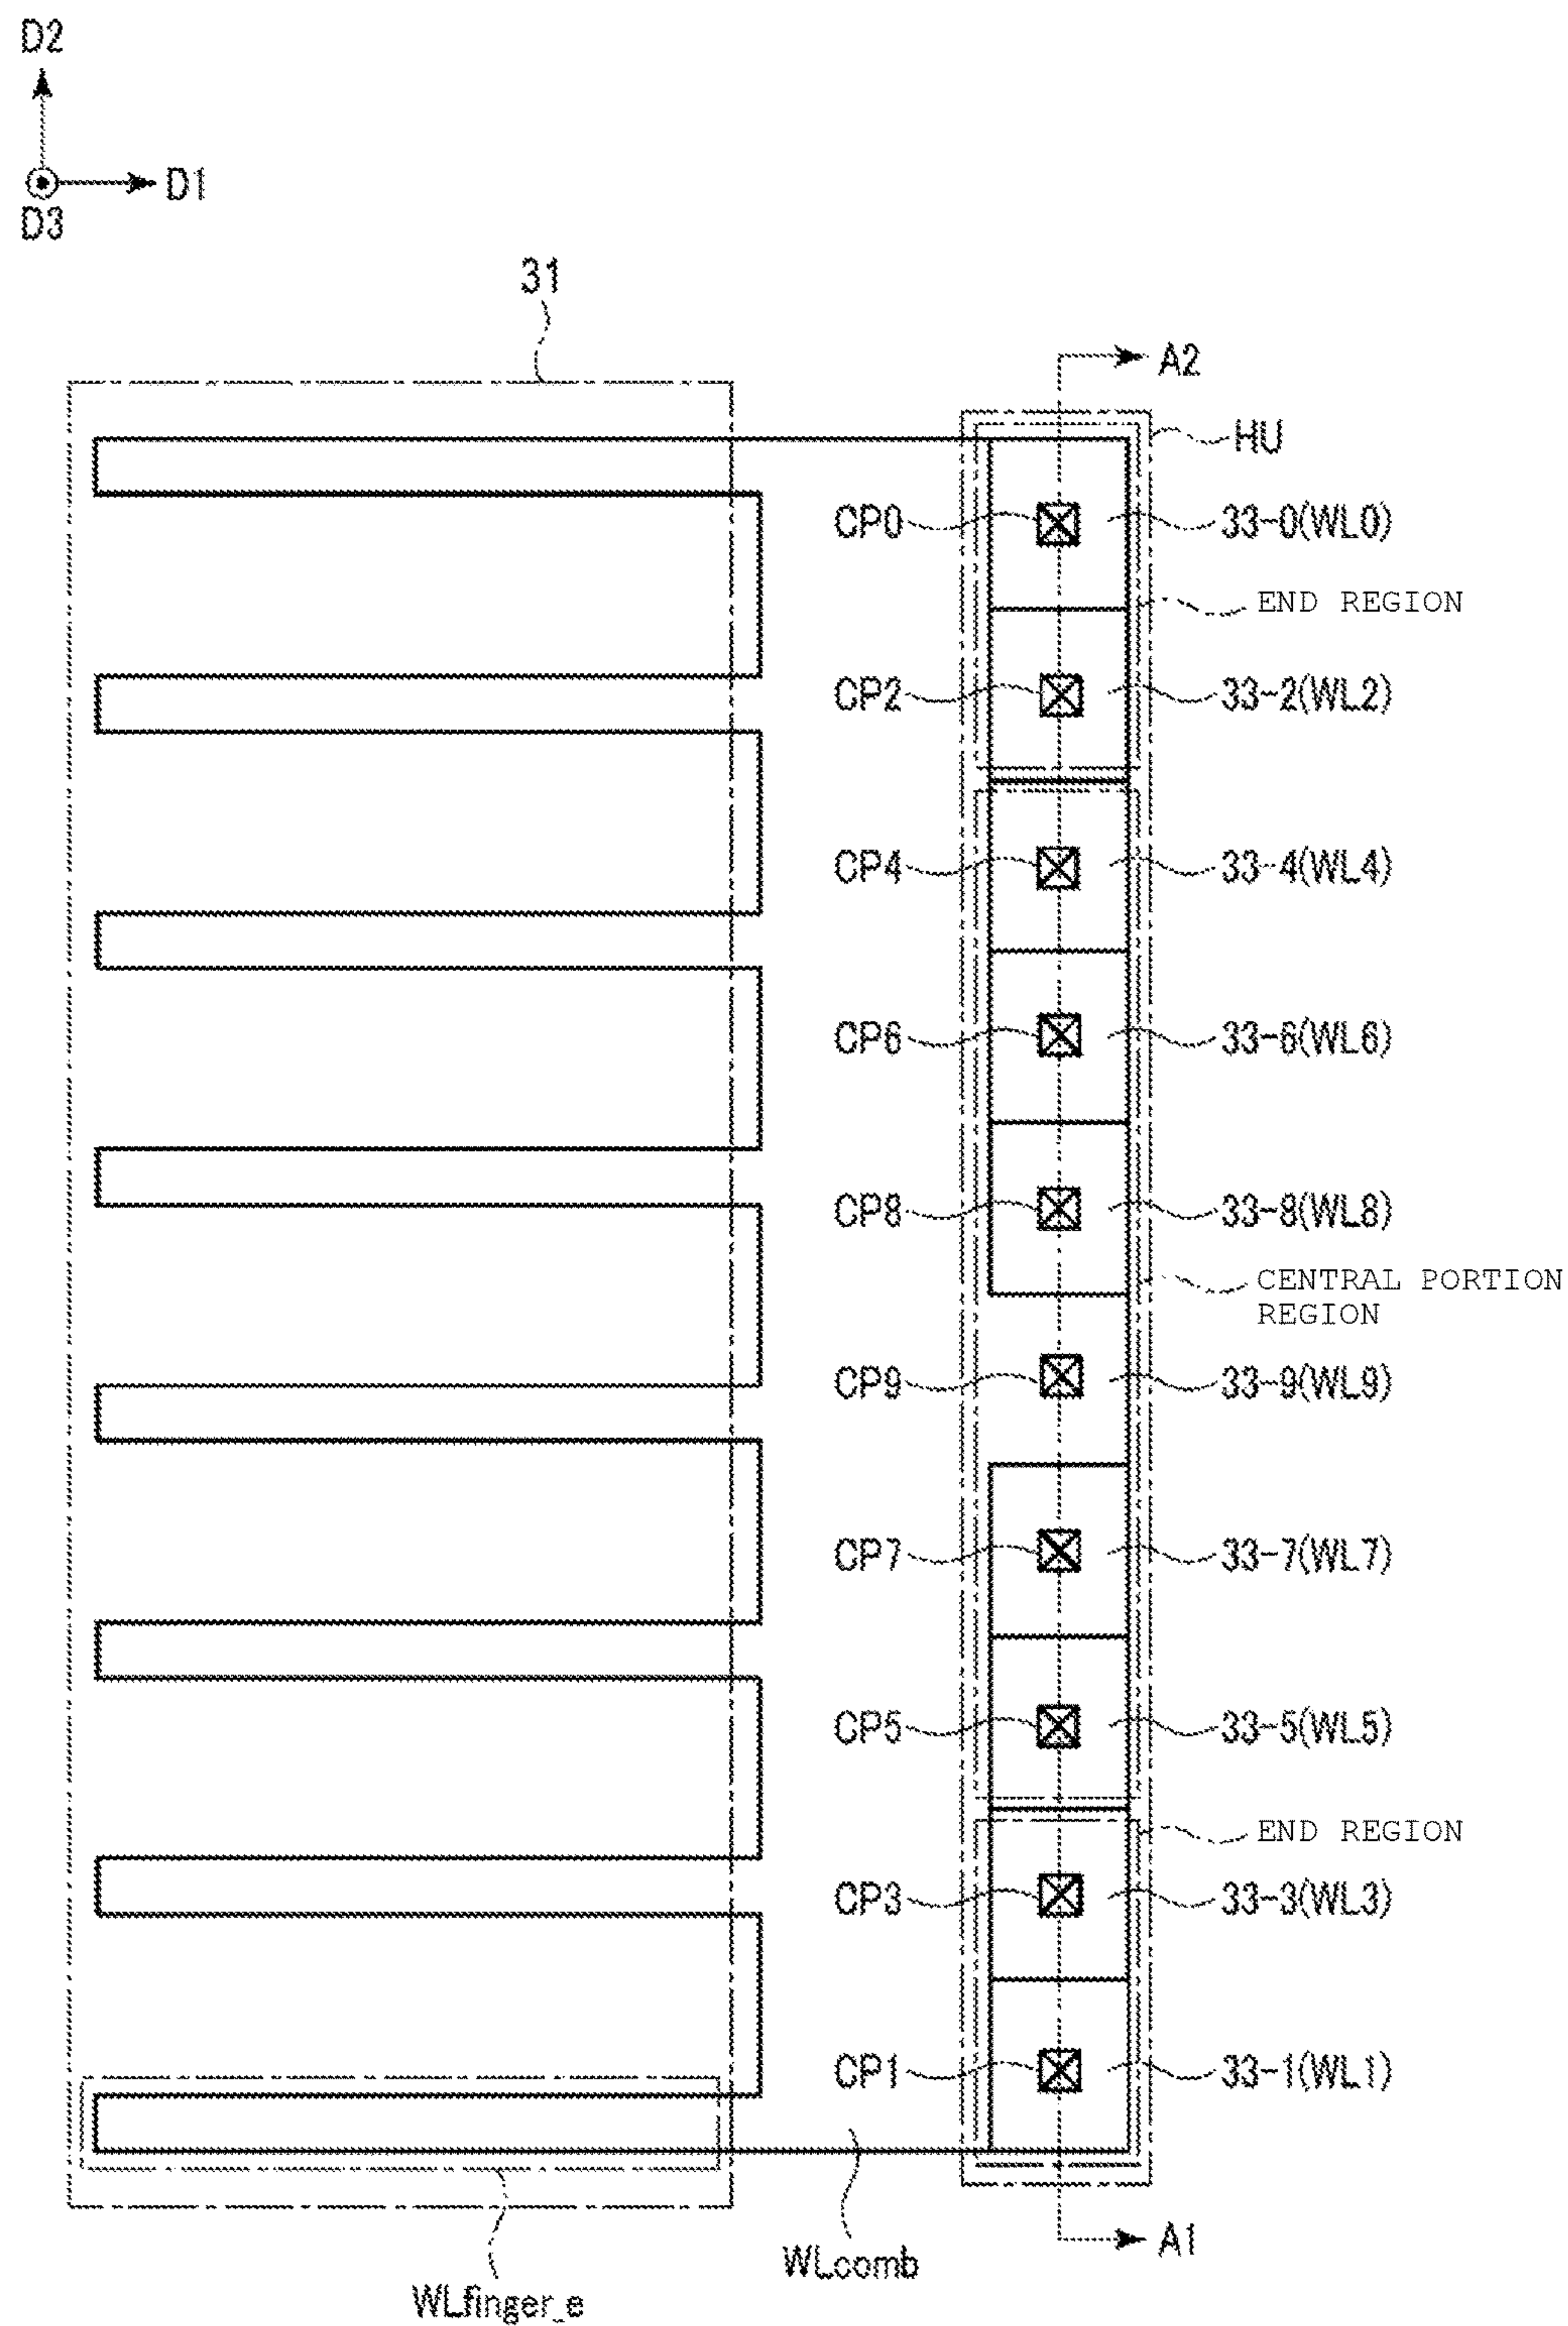 D2
D1
D3
31
A2
HU
CP0 33-0(WL0)
END REGION
CP2 33-2(WL2)
CP4 33-4(WL4)
CP6 33-6(WL6)
CP8 33-8(WL8)
CENTRAL PORTION
REGION
CP9 33-9(WL9)
CP7 33-7(WL7)
CP5 33-5(WL5)
END REGION
CP3 33-3(WL3)
CP1 33-1(WL1)
A1
WLcomb
WLfinger_e